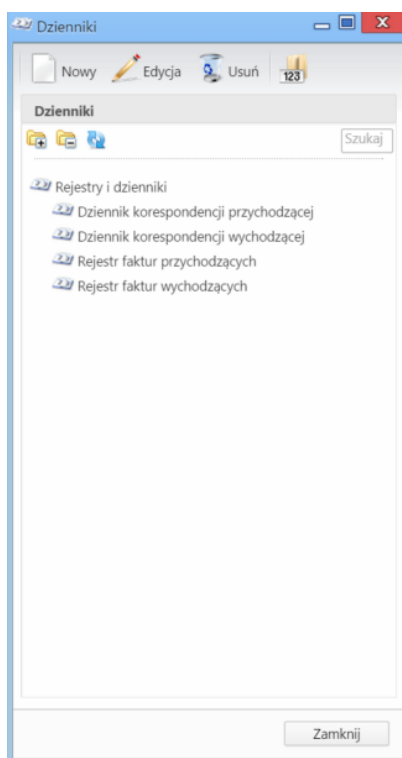 Dzienniki
Nowy Edycja Usuń 123
Dzienniki
Szukaj
Rejestry i dzienniki
Dziennik korespondencji przychodzącej
Dziennik korespondencji wychodzącej
Rejestr faktur przychodzących
Rejestr faktur wychodzących
Zamknij